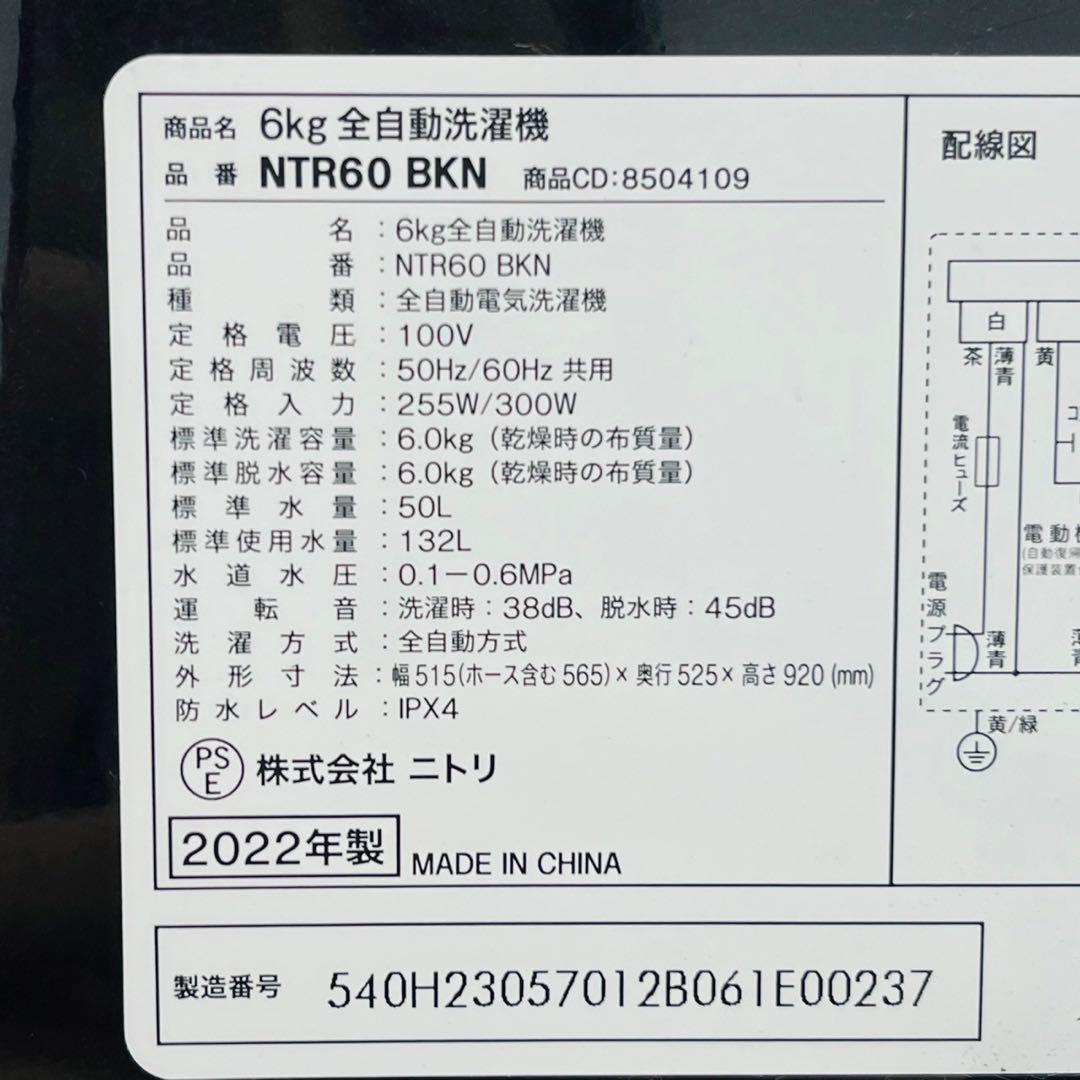 商品名 6kg 全自動洗濯機
品番 NTR60 BKN 商品CD:8504109
品名:6kg全自動洗濯機
品番:NTR60 BKN
種類:全自動電気洗濯機
定格電圧:100V
定格周波数:50Hz/60Hz 共用
定格入力:255W/300W
標準洗濯容量:6.0kg(乾燥時の布質量)
標準脱水容量:6.0kg(乾燥時の布質量)
標準水量:50L
標準使用水量:132L
水道水圧:0.1-0.6MPa
運転音:洗濯時:38dB、脱水時:45dB
洗濯方式:全自動方式
外形寸法:幅515(ホース含む565)×奥行525×高さ920(mm)
防水レベル:IPX4
PSE 株式会社 ニトリ
2022年製 MADE IN CHINA
製造番号 540H23057012B061E00237
配線図
白
茶
薄青
黄
電流ヒューズ
電動
(自動復帰
保護装置
電源プラグ
薄青
黄/緑